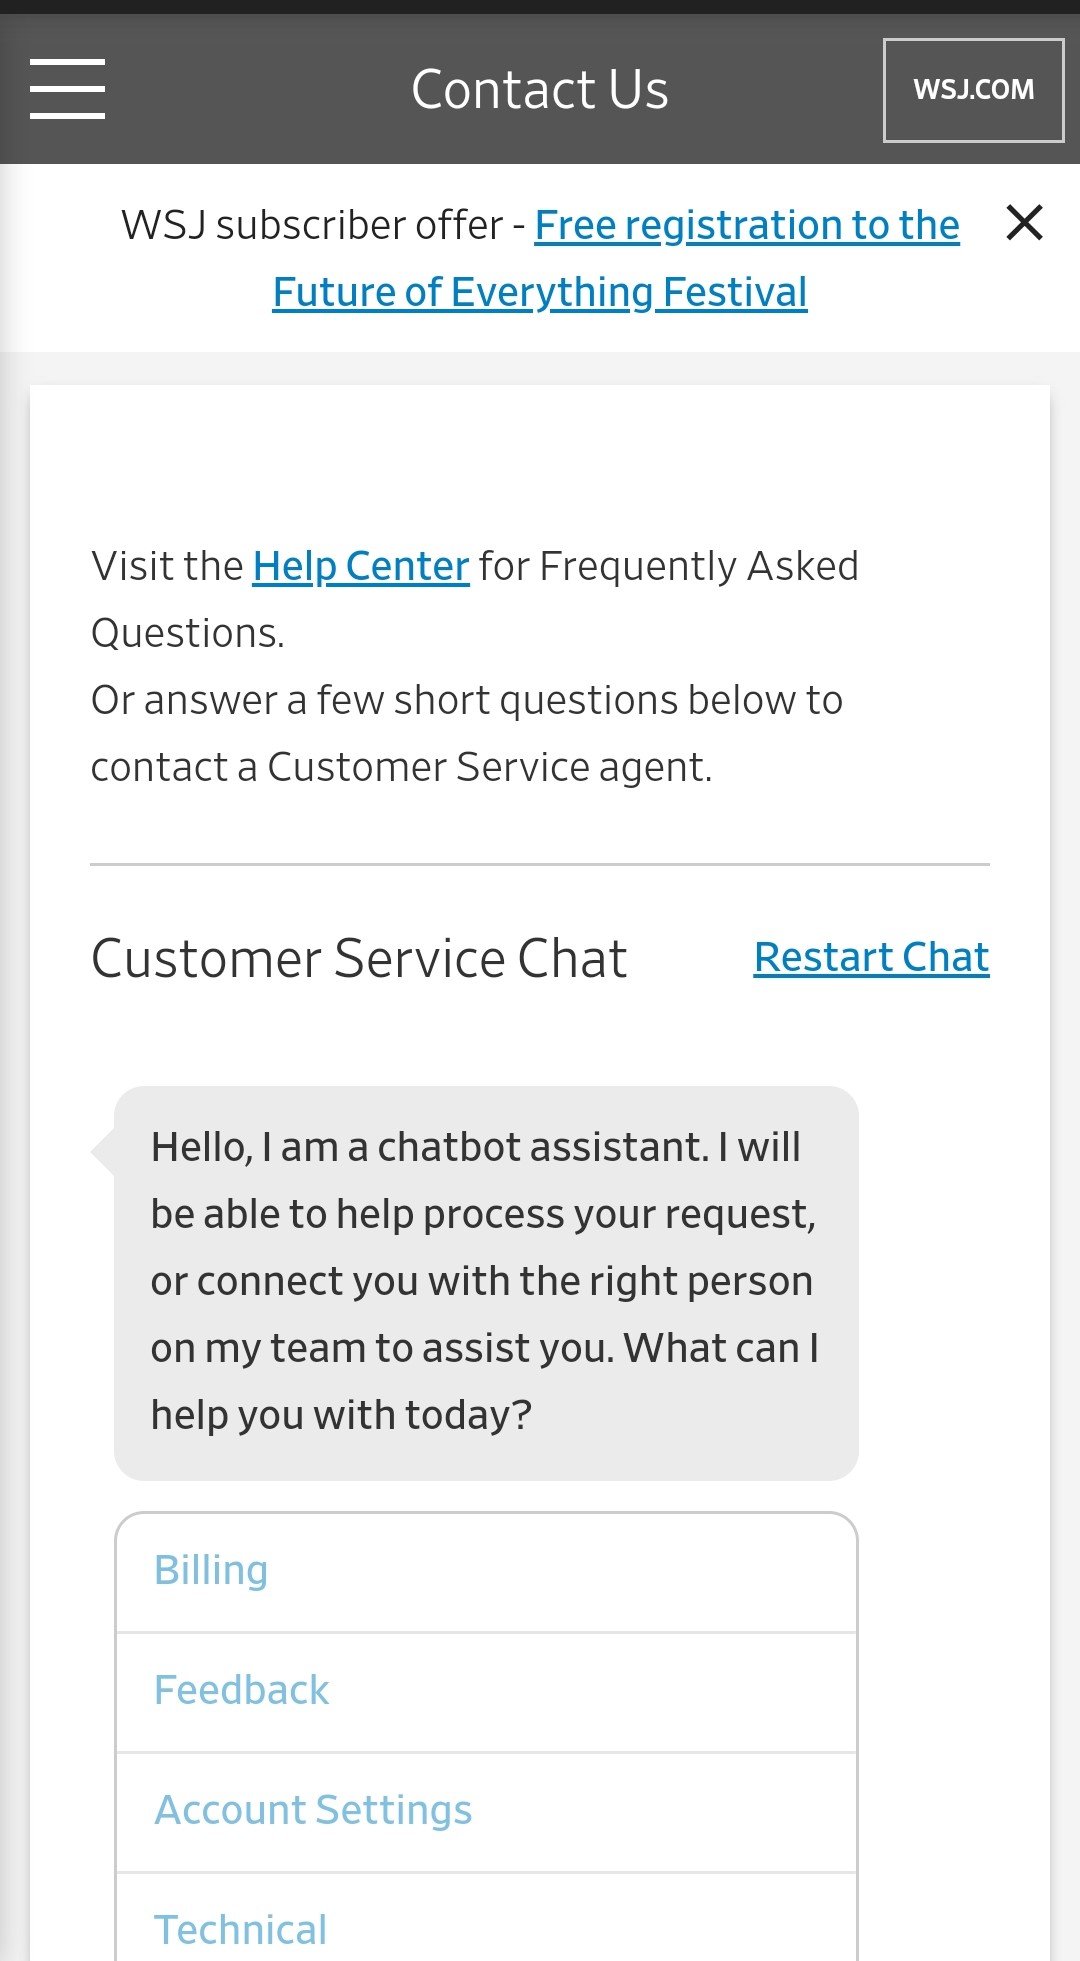 Contact Us
WSJ.COM
WSJ subscriber offer - Free registration to the
Future of Everything Festival
Visit the Help Center for Frequently Asked
Questions.
Or answer a few short questions below to
contact a Customer Service agent.
Customer Service Chat
Restart Chat
Hello, I am a chatbot assistant. I will
be able to help process your request,
or connect you with the right person
on my team to assist you. What can I
help you with today?
Billing
Feedback
Account Settings
Technical